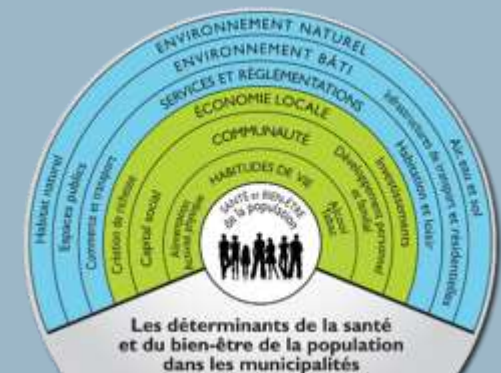 ENVIRONNEMENT NATUREL
ENVIRONNEMENT BÂTI
SERVICES ET RÉGLEMENTATIONS
ÉCONOMIE LOCALE
COMMUNAUTÉ
HABITUDES DE VIE
SANTÉ et BIEN-ÊTRE
de la population
Habitat naturel
Espaces publics
Commerce et transport
Création de richesse
Capital social
Alimentation
Activité physique
Alcool
Tabac
Développement personnel
et familial
Investissements
Habitation et loisir
Infrastructures de transport et résidentielles
Air, eau et sol
Les déterminants de la santé
et du bien-être de la population
dans les municipalités